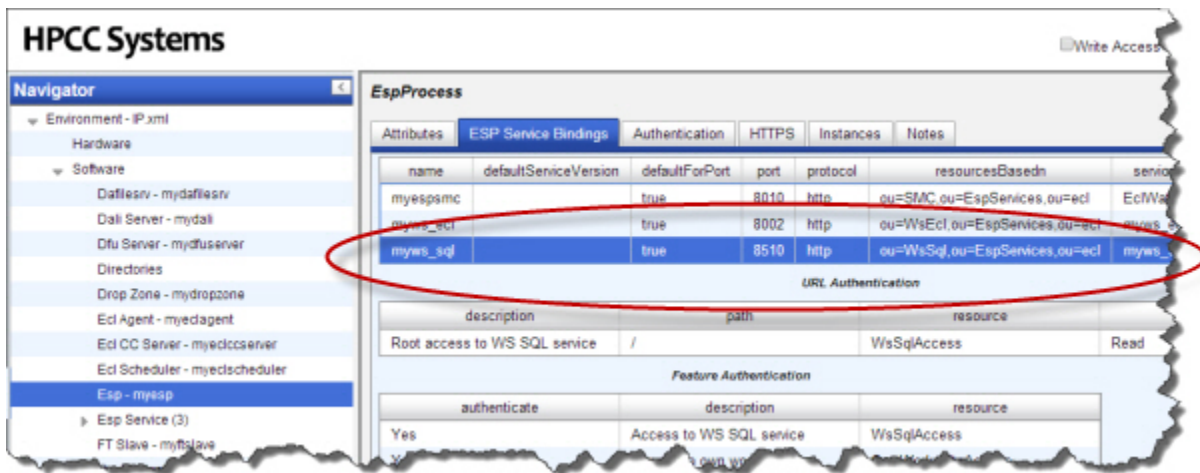 HPCC Systems
Write Access
Navigator
EspProcess
Environment - IP.xml
Attributes ESP Service Bindings Authentication HTTPS Instances Notes
Hardware
Software
name defaultServiceVersion defaultForPort port protocol resourcesBasedn
Dafilesrv - mydafilesrv
myespsmc true 8010 http ou=SMC,ou=EspServices,ou=ecl
Dali Server - mydali
myws_ecl true 8002 http ou=WsEcl,ou=EspServices,ou=ecl
Dfu Server - mydfuserver
myws_sql true 8510 http ou=WsSql,ou=EspServices,ou=ecl
Directories
URL Authentication
Drop Zone - mydropzone
description path resource
Ecl Agent - myeclagent
Ecl CC Server - myeclccserver
Root access to WS SQL service / WsSqlAccess Read
Ecl Scheduler - myeclscheduler
Feature Authentication
Esp - myesp
authenticate description resource
Esp Service (3)
Yes Access to WS SQL service WsSqlAccess
FT Slave - myftslave
own